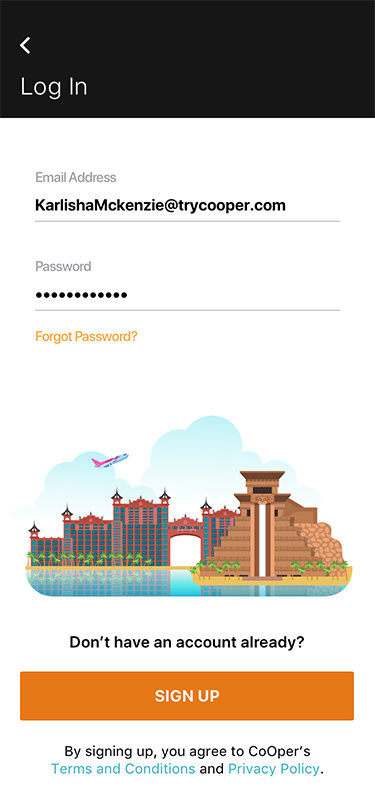 Log In
Email Address
KarlishaMckenzie@trycooper.com
Password
••••••••••••
Forgot Password?
Don’t have an account already?
SIGN UP
By signing up, you agree to CoOper’s
Terms and Conditions and Privacy Policy.